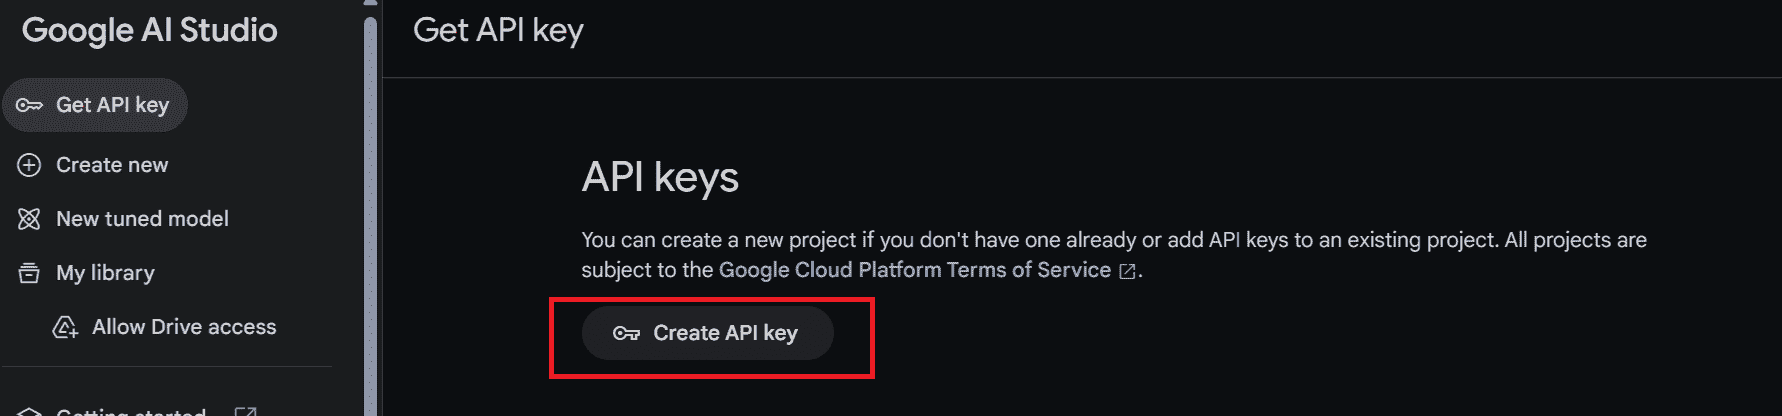 Google AI Studio
Get API key
Create new
New tuned model
My library
Allow Drive access
Getting started
Get API key
API keys
You can create a new project if you don't have one already or add API keys to an existing project. All projects are
subject to the Google Cloud Platform Terms of Service.
Create API key